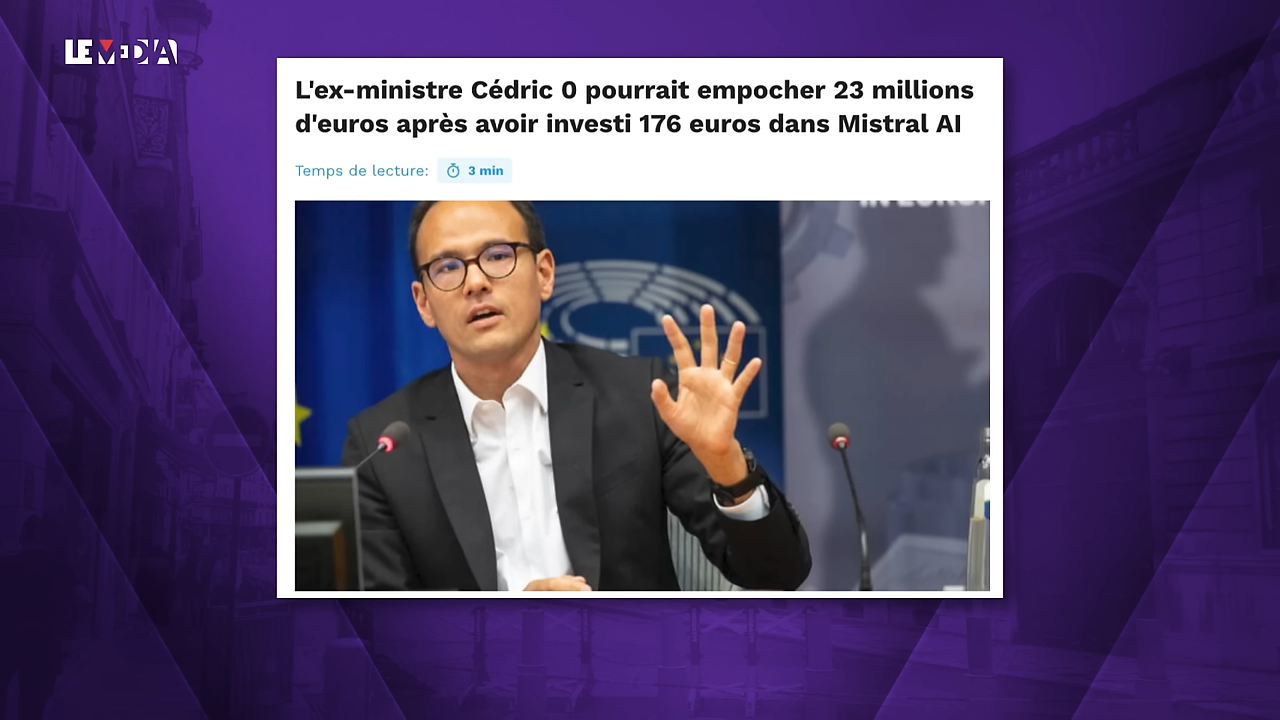 LE MEDIA
L'ex-ministre Cédric O pourrait empocher 23 millions
d'euros après avoir investi 176 euros dans Mistral AI
Temps de lecture: 3 min